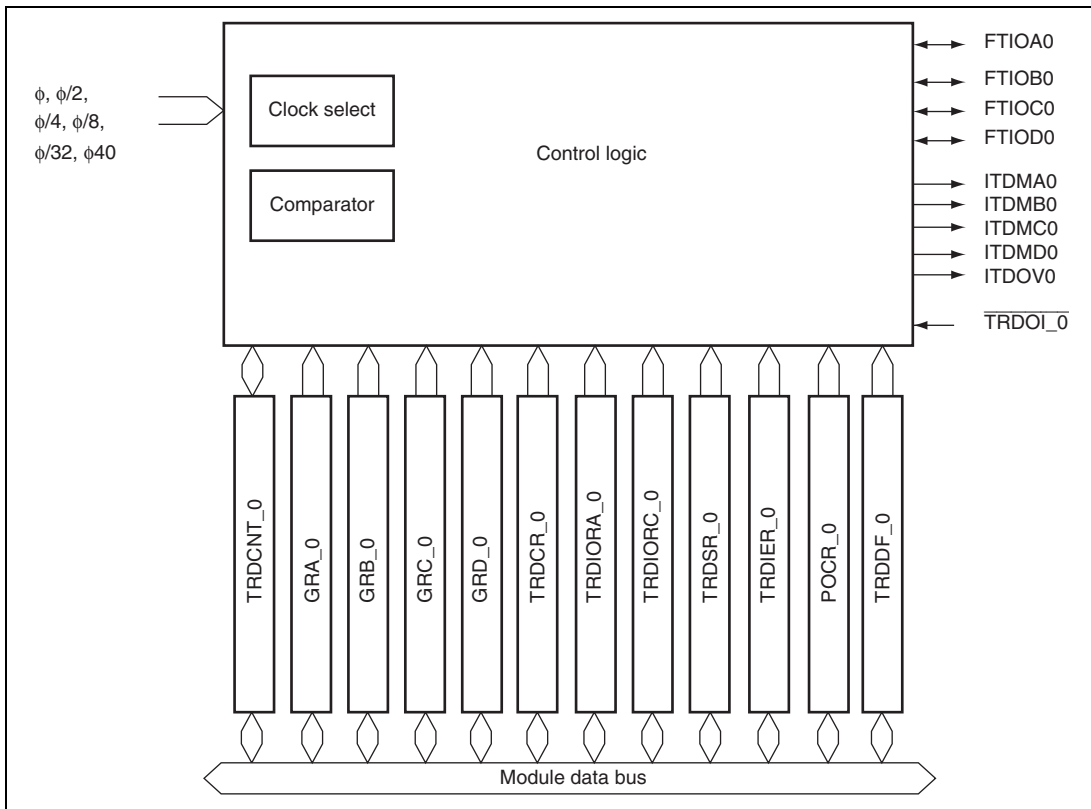 ϕ, ϕ/2,
ϕ/4, ϕ/8,
ϕ/32, ϕ40
Clock select
Comparator
Control logic
FTIOA0
FTIOB0
FTIOC0
FTIOD0
ITDMA0
ITDMB0
ITDMC0
ITDMD0
ITDOV0
TRDOI_0
TRDCNT_0
GRA_0
GRB_0
GRC_0
GRD_0
TRDCR_0
TRDIORA_0
TRDIORC_0
TRDSR_0
TRDIER_0
POCR_0
TRDDF_0
Module data bus